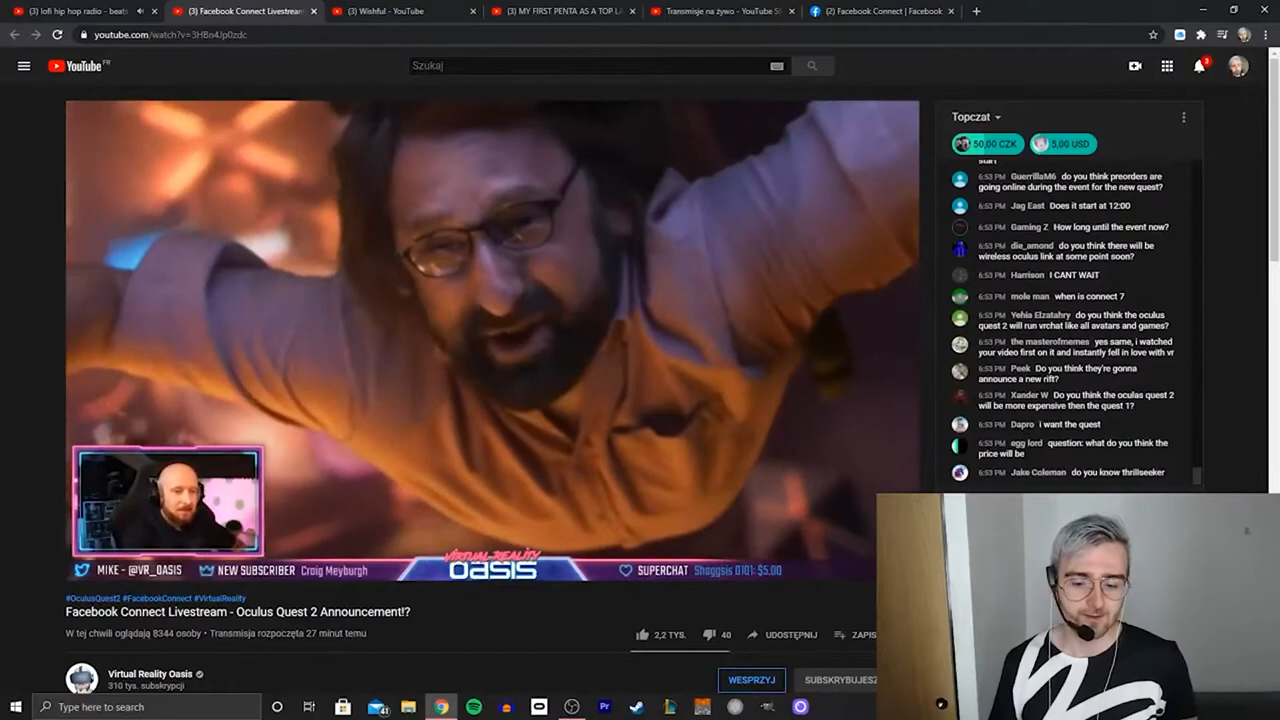 (3) lofi hip hop radio - beats
(3) Facebook Connect Livestream
(3) Wishful - YouTube
(3) MY FIRST PENTA AS A TOP LA
Transmisje na żywo - YouTube St
(2) Facebook Connect | Facebook
youtube.com/watch?v=3HBn4Jp0zdc
YouTube FR
Szukaj
3
Topczat
50,00 CZK
5,00 USD
start
6:53 PM GuerrillaM6 do you think preorders are
going online during the event for the new quest?
6:53 PM Jag East Does it start at 12:00
6:53 PM Gaming Z How long until the event now?
6:53 PM die_amond do you think there will be
wireless oculus link at some point soon?
6:53 PM Harrison I CANT WAIT
6:53 PM mole man when is connect 7
6:53 PM Yehia Elzatahry do you think the oculus
quest 2 will run vrchat like all avatars and games?
6:53 PM the masterofmemes yes same, i watched
your video first on it and instantly fell in love with vr
6:53 PM Peek Do you think they're gonna
announce a new rift?
6:53 PM Xander W Do you think the oculas quest 2
will be more expensive then the quest 1?
6:53 PM Dapro i want the quest
6:53 PM egg lord question: what do you think the
price will be
6:53 PM Jake Coleman do you know thrillseeker
MIKE - @VR_OASIS
NEW SUBSCRIBER Craig Meyburgh
VIRTUAL REALITY
OASIS
SUPERCHAT Shaggsis 0101: $5.00
#OculusQuest2 #FacebookConnect #VirtualReality
Facebook Connect Livestream - Oculus Quest 2 Announcement!?
W tej chwili oglądają 8344 osoby • Transmisja rozpoczęta 27 minut temu
2,2 TYS.
40
UDOSTĘPNIJ
ZAPIS
Virtual Reality Oasis
310 tys. subskrypcji
WESPRZYJ
SUBSKRYBUJESZ
Type here to search
41
Pr